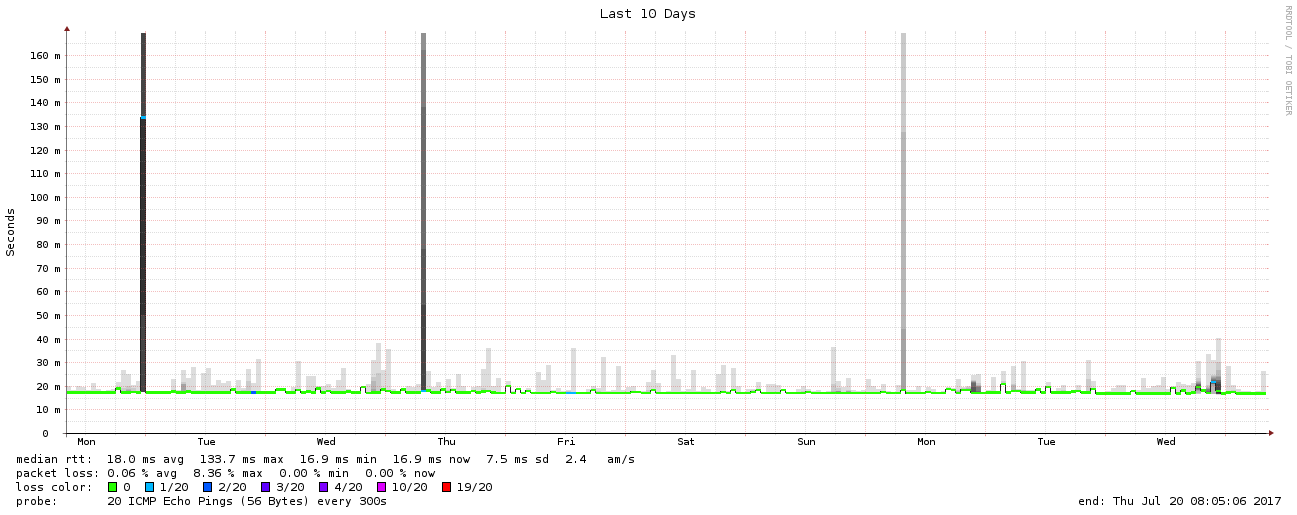 Last 10 Days
RRDTOOL / TOBI OETIKER
Seconds
160 m
150 m
140 m
130 m
120 m
110 m
100 m
90 m
80 m
70 m
60 m
50 m
40 m
30 m
20 m
10 m
0
Mon Tue Wed Thu Fri Sat Sun Mon Tue Wed
median rtt: 18.0 ms avg 133.7 ms max 16.9 ms min 16.9 ms now 7.5 ms sd 2.4 am/s
packet loss: 0.06 % avg 8.36 % max 0.00 % min 0.00 % now
loss color: 0 1/20 2/20 3/20 4/20 10/20 19/20
probe: 20 ICMP Echo Pings (56 Bytes) every 300s end: Thu Jul 20 08:05:06 2017